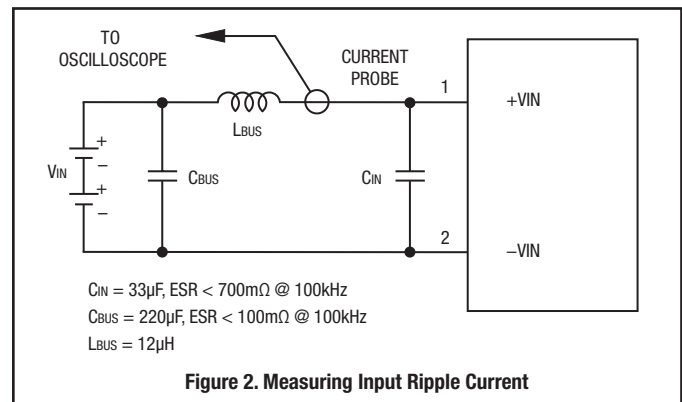 TO
OSCILLOSCOPE
CURRENT
PROBE
1
+VIN
LBUS
+
VIN
–
+
–
CBUS
CIN
2
–VIN
CIN = 33µF, ESR < 700mΩ @ 100kHz
CBUS = 220µF, ESR < 100mΩ @ 100kHz
LBUS = 12µH
Figure 2. Measuring Input Ripple Current